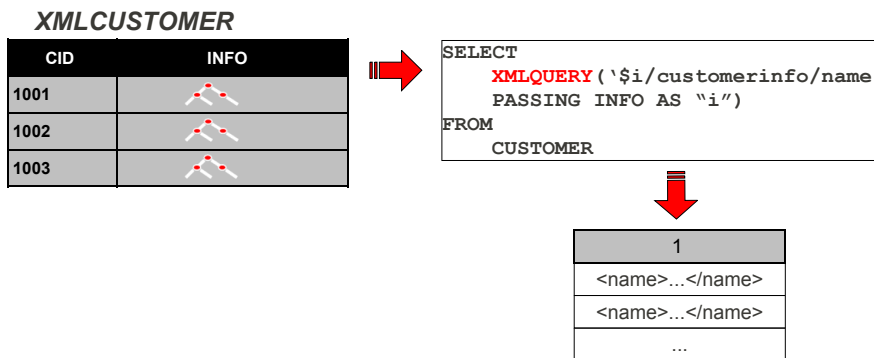 XMLCUSTOMER
CID INFO
1001
1002
1003
SELECT
XMLQUERY(‘$i/customerinfo/name
PASSING INFO AS “i”)
FROM
CUSTOMER
1
<name>...</name>
<name>...</name>
...